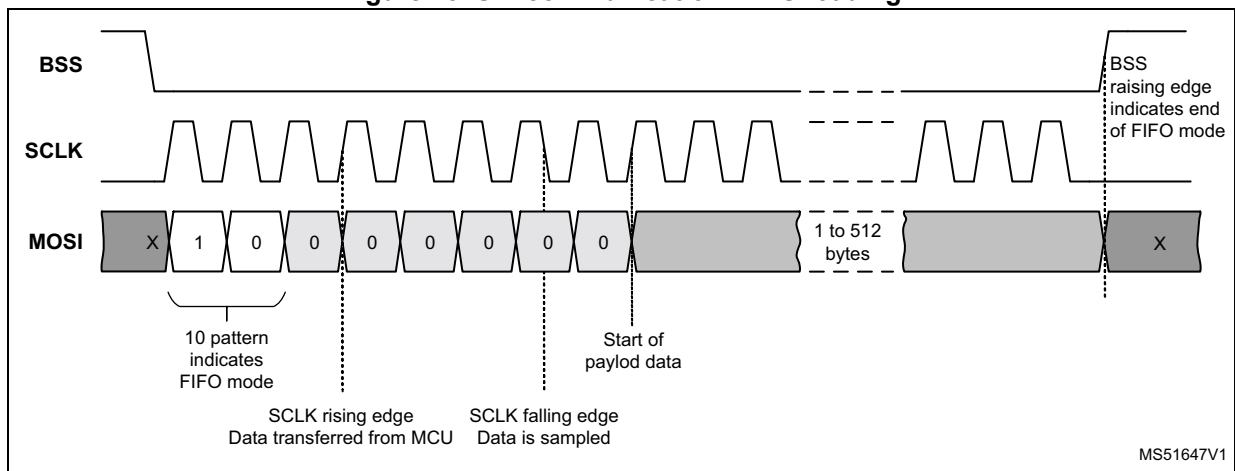 BSS
BSS
raising edge
indicates end
of FIFO mode
SCLK
MOSI
X 1 0 0 0 0 0 0 0 1 to 512 X
bytes
10 pattern
indicates
FIFO mode
Start of
paylod data
SCLK rising edge
Data transferred from MCU
SCLK falling edge
Data is sampled
MS51647V1